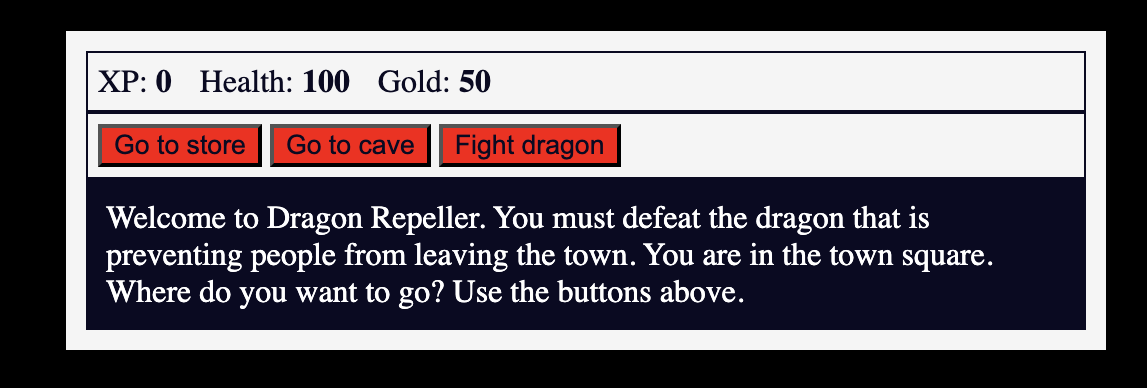 XP: 0 Health: 100 Gold: 50
Go to store Go to cave Fight dragon
Welcome to Dragon Repeller. You must defeat the dragon that is
preventing people from leaving the town. You are in the town square.
Where do you want to go? Use the buttons above.